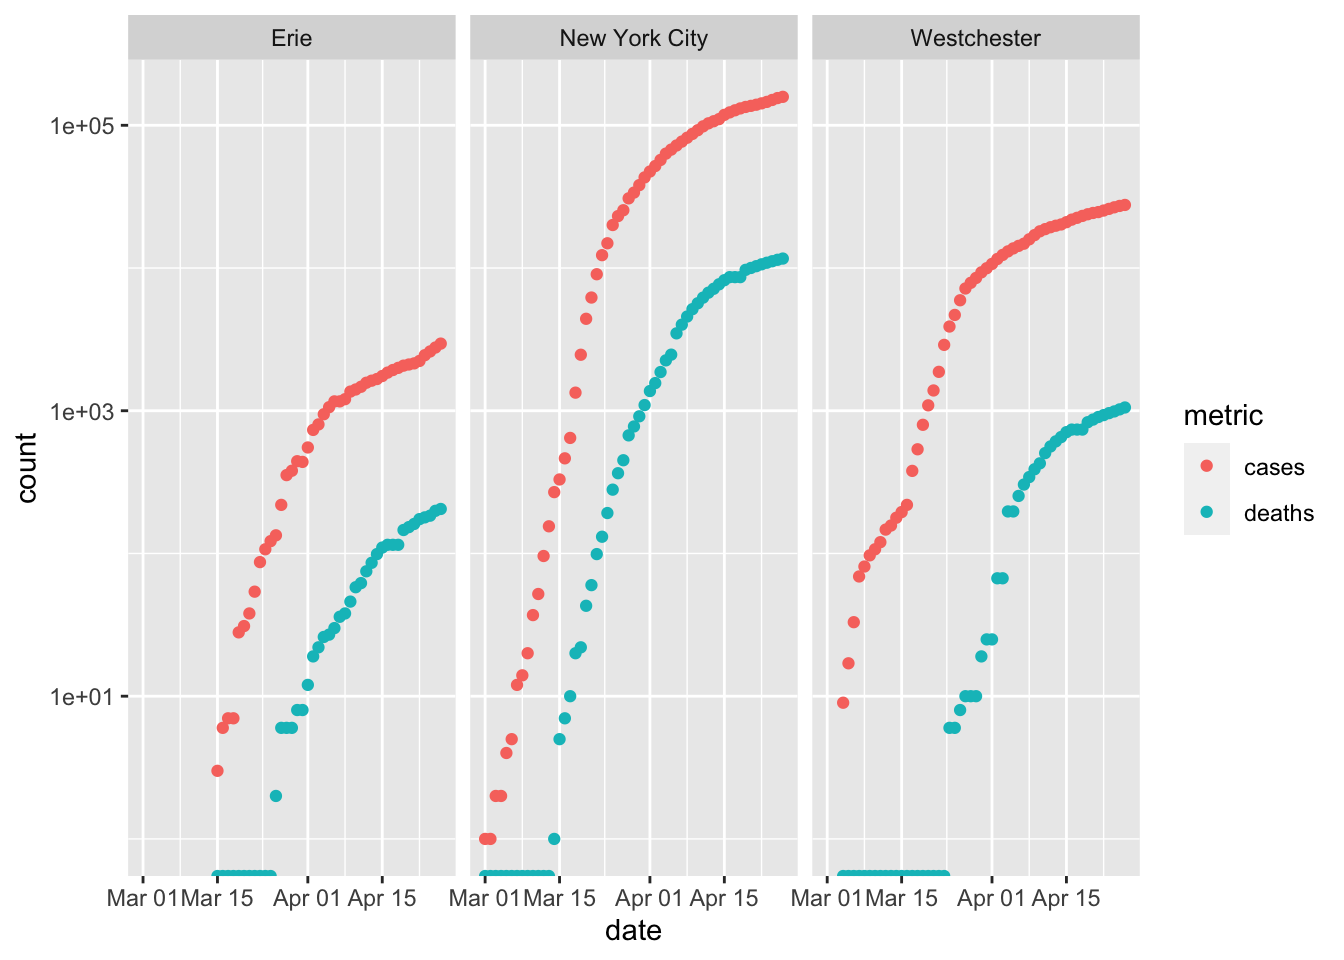 Erie New York City Westchester
1e+05
1e+03
1e+01
count
Mar 01 Mar 15 Apr 01 Apr 15 Mar 01 Mar 15 Apr 01 Apr 15 Mar 01 Mar 15 Apr 01 Apr 15
date
metric
cases
deaths